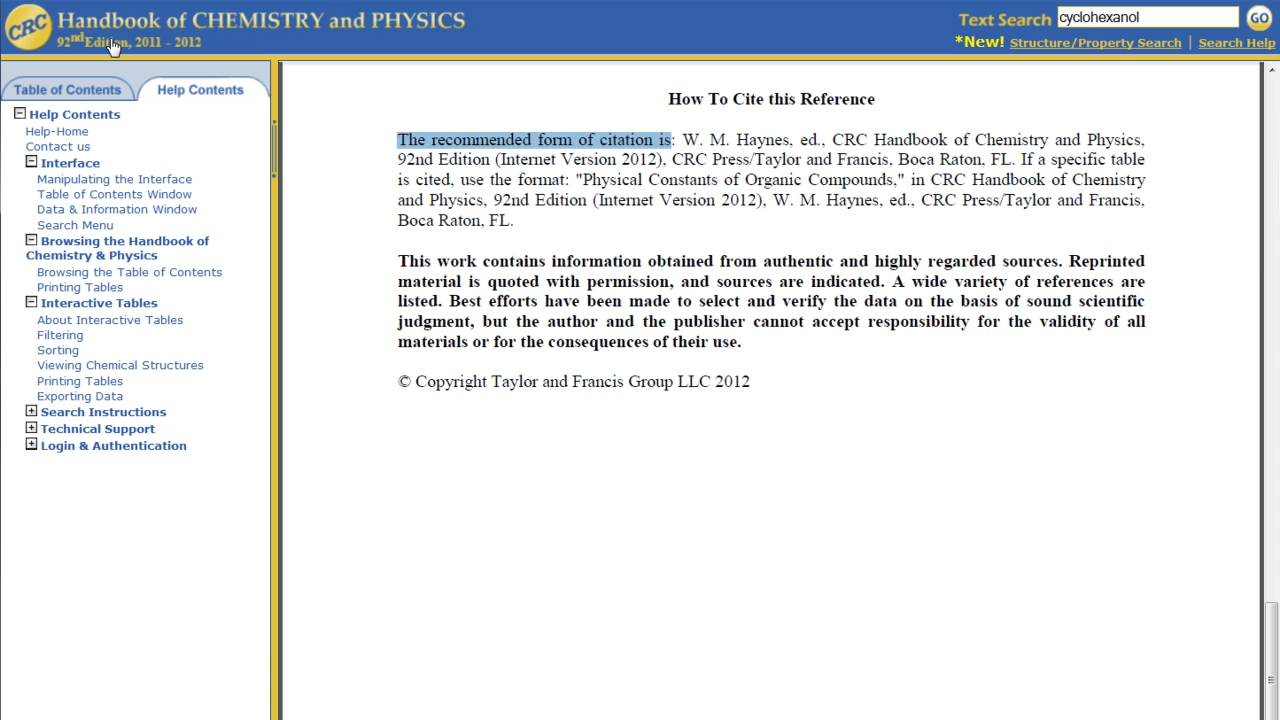 CRC Handbook of CHEMISTRY and PHYSICS
92nd Edition, 2011 - 2012
Text Search cyclohexanol GO
*New! Structure/Property Search | Search Help
Table of Contents
Help Contents
Help Contents
Help-Home
Contact us
Interface
Manipulating the Interface
Table of Contents Window
Data & Information Window
Search Menu
Browsing the Handbook of
Chemistry & Physics
Browsing the Table of Contents
Printing Tables
Interactive Tables
About Interactive Tables
Filtering
Sorting
Viewing Chemical Structures
Printing Tables
Exporting Data
Search Instructions
Technical Support
Login & Authentication
How To Cite this Reference
The recommended form of citation is: W. M. Haynes, ed., CRC Handbook of Chemistry and Physics,
92nd Edition (Internet Version 2012), CRC Press/Taylor and Francis, Boca Raton, FL. If a specific table
is cited, use the format: "Physical Constants of Organic Compounds," in CRC Handbook of Chemistry
and Physics, 92nd Edition (Internet Version 2012), W. M. Haynes, ed., CRC Press/Taylor and Francis,
Boca Raton, FL.
This work contains information obtained from authentic and highly regarded sources. Reprinted
material is quoted with permission, and sources are indicated. A wide variety of references are
listed. Best efforts have been made to select and verify the data on the basis of sound scientific
judgment, but the author and the publisher cannot accept responsibility for the validity of all
materials or for the consequences of their use.
© Copyright Taylor and Francis Group LLC 2012